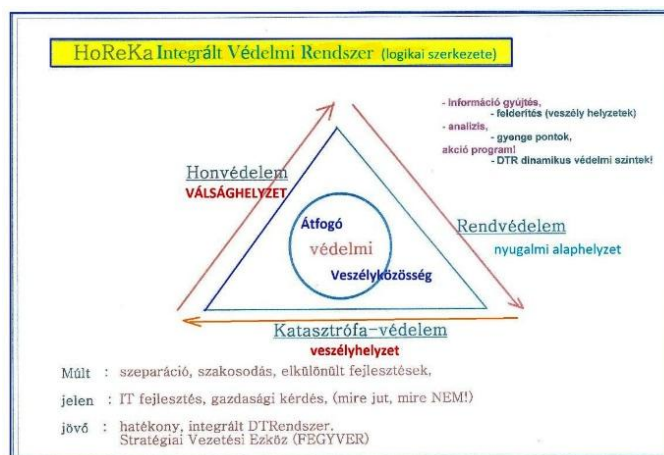 HoReKa Integrált Védelmi Rendszer (logikai szerkezete)
- Információ gyűjtés,
- felderítés (veszély helyzetek)
- analízis,
- gyenge pontok,
akció program!
- DTR dinamikus védelmi szintek!
Honvédelem
VÁLSÁGHELYZET
Rendvédelem
nyugalmi alaphelyzet
Átfogó
védelmi
Veszélyközösség
Katasztrófa-védelem
veszélyhelyzet
Múlt : szeparáció, szakosodás, elkülönült fejlesztések,
jelen : IT fejlesztés, gazdasági kérdés, (mire jut, mire NEM!)
jövő : hatékony, integrált DTRendszer.
Stratégiai Vezetési Ezköz (FEGYVER)